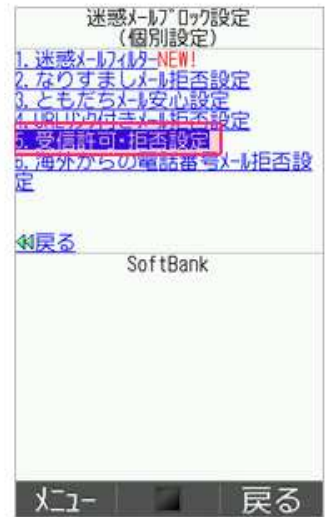 迷惑ﾒｰﾙﾌﾞﾛｯｸ設定
(個別設定)
1. 迷惑ﾒｰﾙﾌｨﾙﾀｰNEW!
2. なりすましﾒｰﾙ拒否設定
3. ともだちﾒｰﾙ安心設定
4. URLﾘﾝｸ付きﾒｰﾙ拒否設定
5. 受信許可･拒否設定
6. 海外からの電話番号ﾒｰﾙ拒否設
定
戻る
SoftBank
ﾒﾆｭｰ 戻る